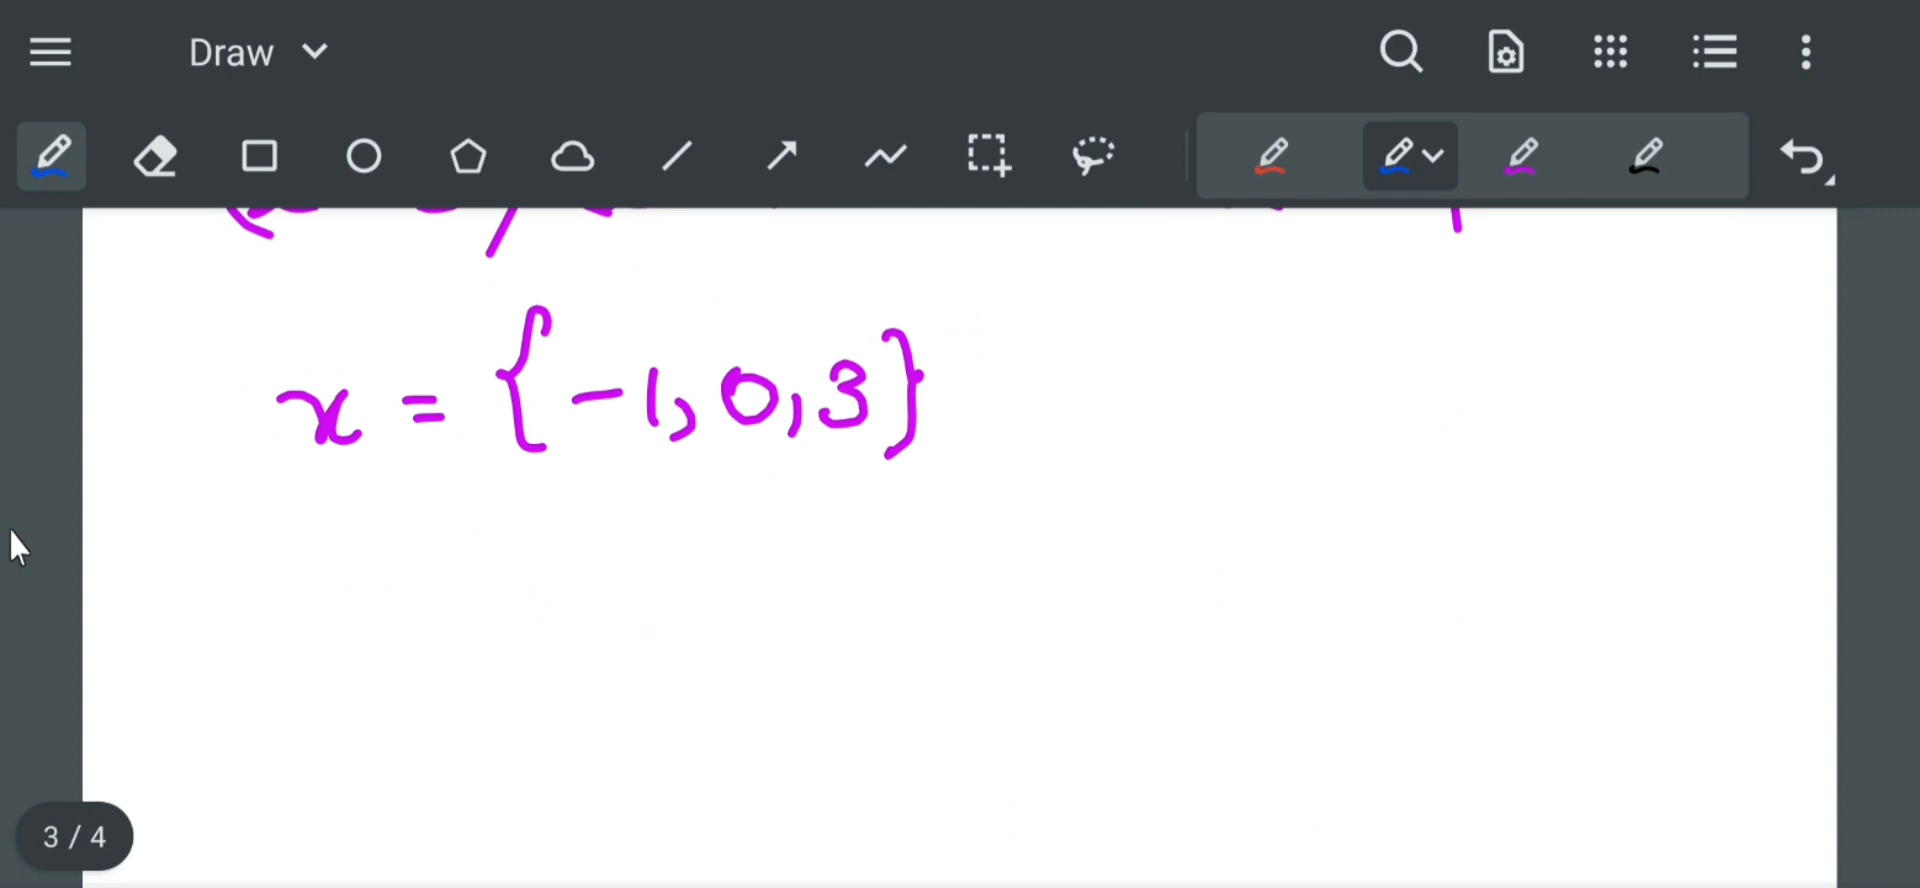 Draw
x = {-1, 0, 3}
3 / 4